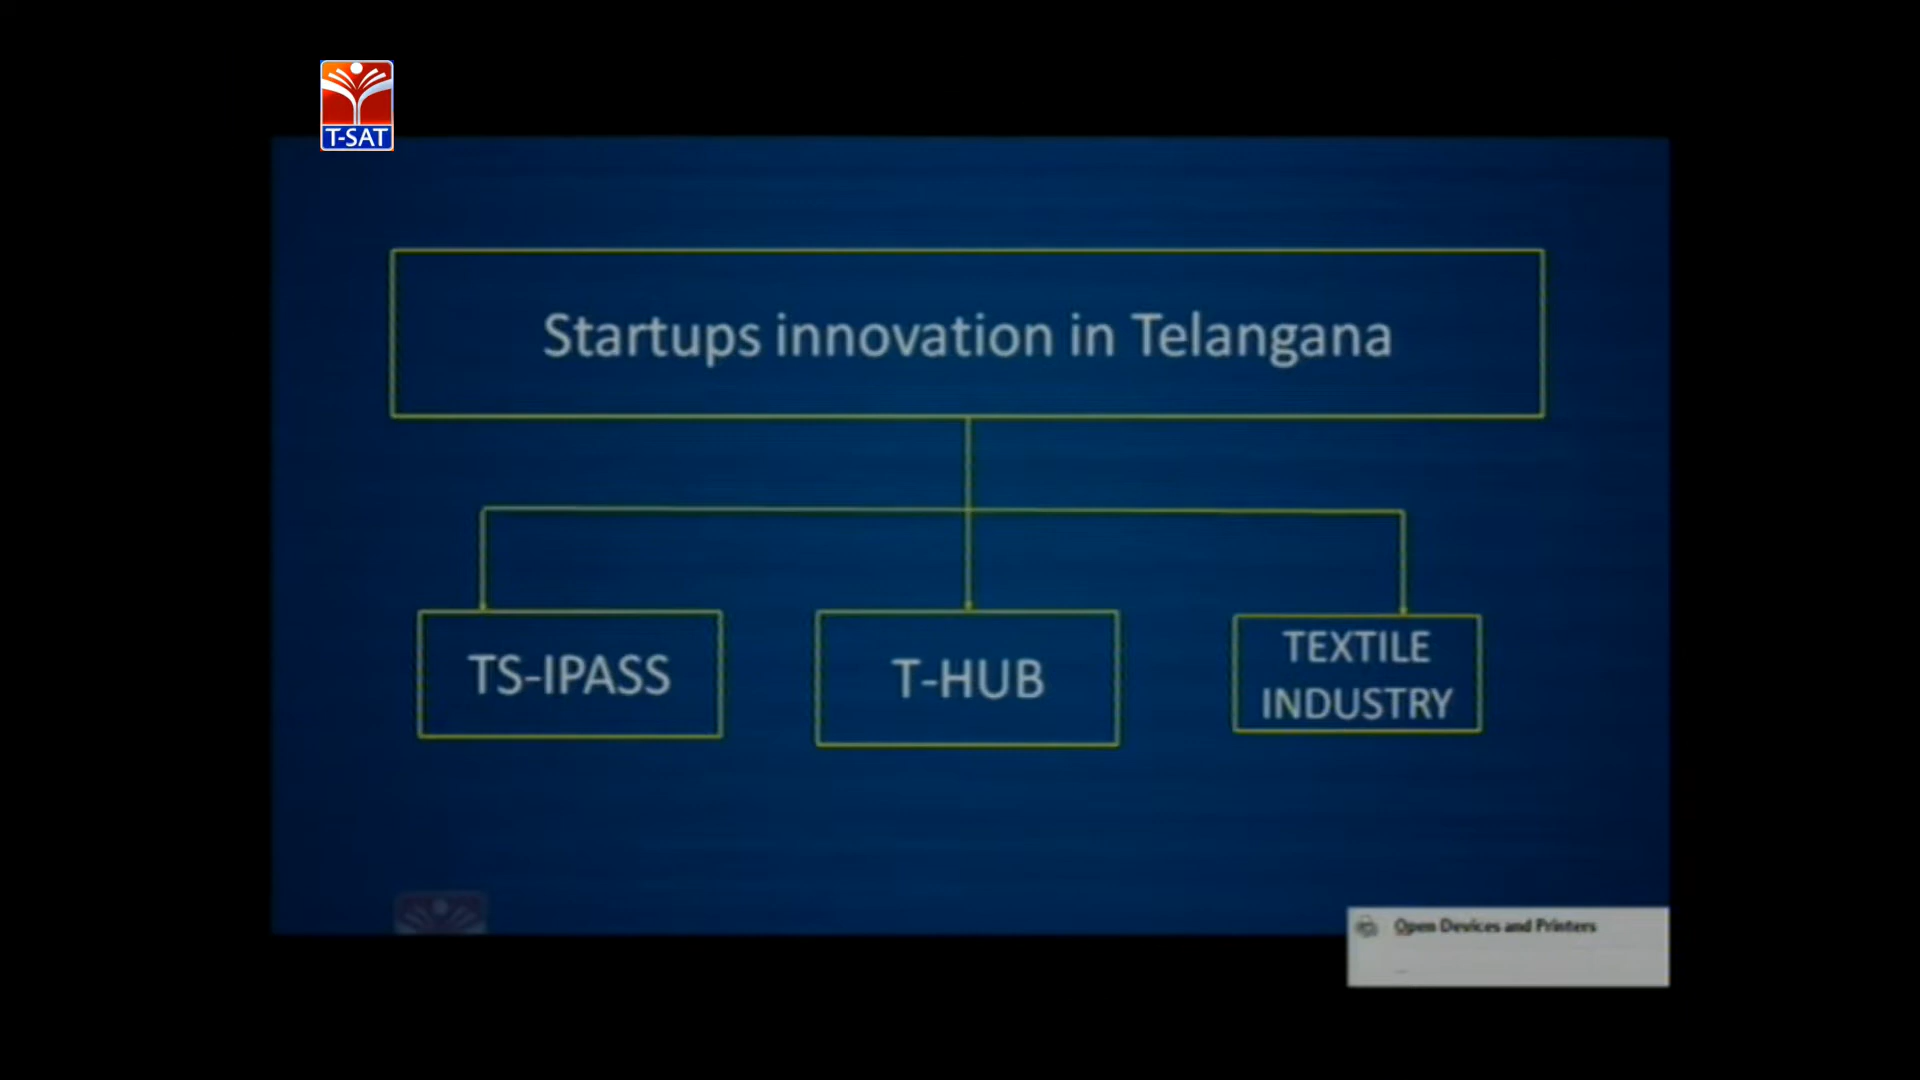 T-SAT
Startups innovation in Telangana
TS-IPASS
T-HUB
TEXTILE
INDUSTRY
Open Devices and Printers